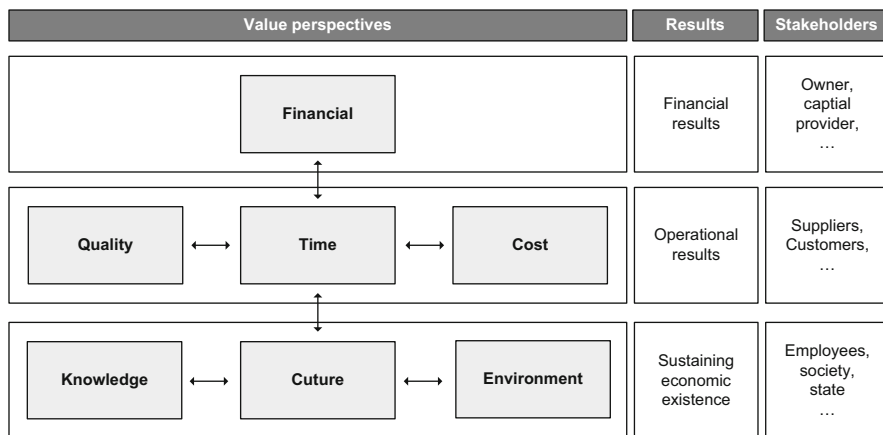 Value perspectives
Results
Stakeholders
Financial
Financial
results
Owner,
captial
provider,
…
Quality
Time
Cost
Operational
results
Suppliers,
Customers,
…
Knowledge
Cuture
Environment
Sustaining
economic
existence
Employees,
society,
state
…